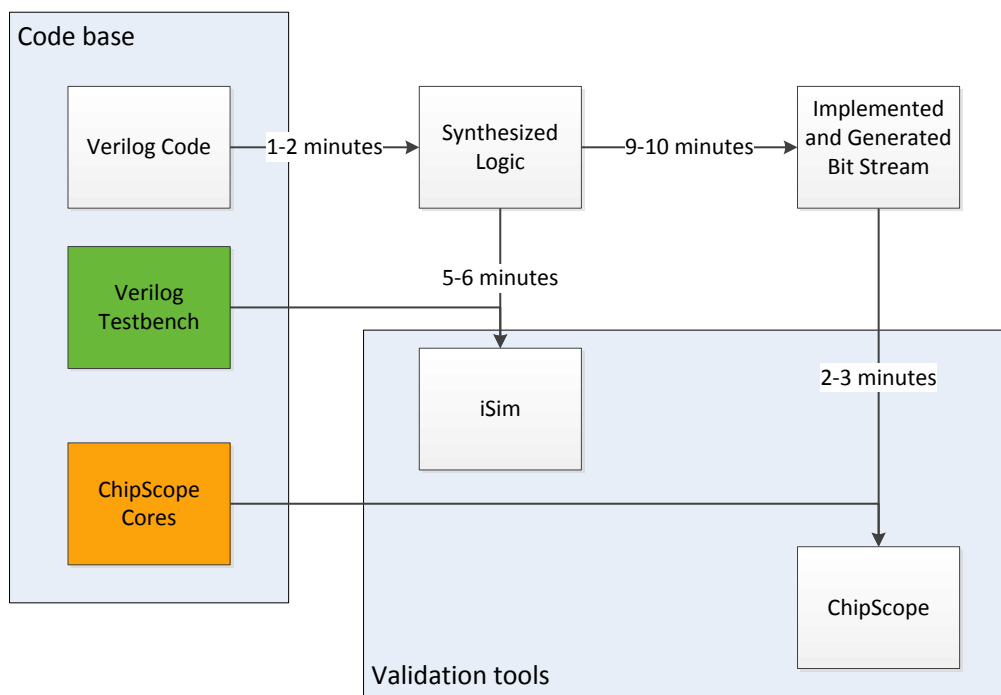 Code base
Verilog Code
1-2 minutes
Synthesized
Logic
9-10 minutes
Implemented
and Generated
Bit Stream
Verilog
Testbench
5-6 minutes
iSim
2-3 minutes
ChipScope
Cores
ChipScope
Validation tools